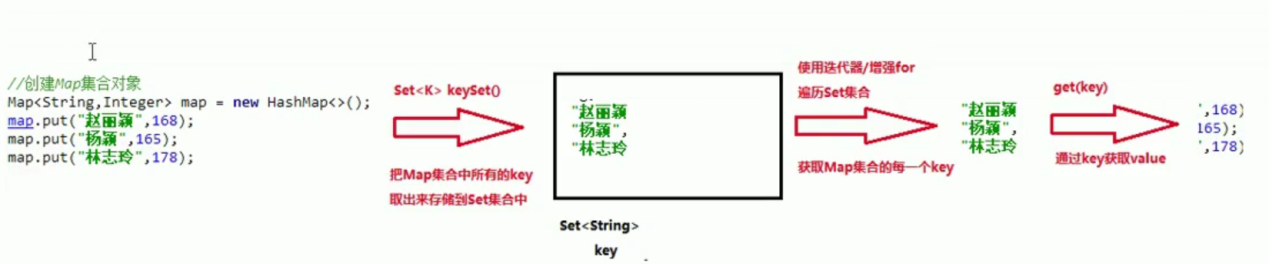 //创建Map集合对象
Map<String,Integer> map = new HashMap<>();
map.put("赵丽颖",168);
map.put("杨颖",165);
map.put("林志玲",178);
Set<K> keySet()
把Map集合中所有的key
取出来存储到Set集合中
"赵丽颖
"杨颖",
"林志玲
Set<String>
key
使用迭代器/增强for
遍历Set集合
获取Map集合的每一个key
"赵丽颖
"杨颖",
"林志玲
get(key)
通过key获取value
",168)
165);
",178)